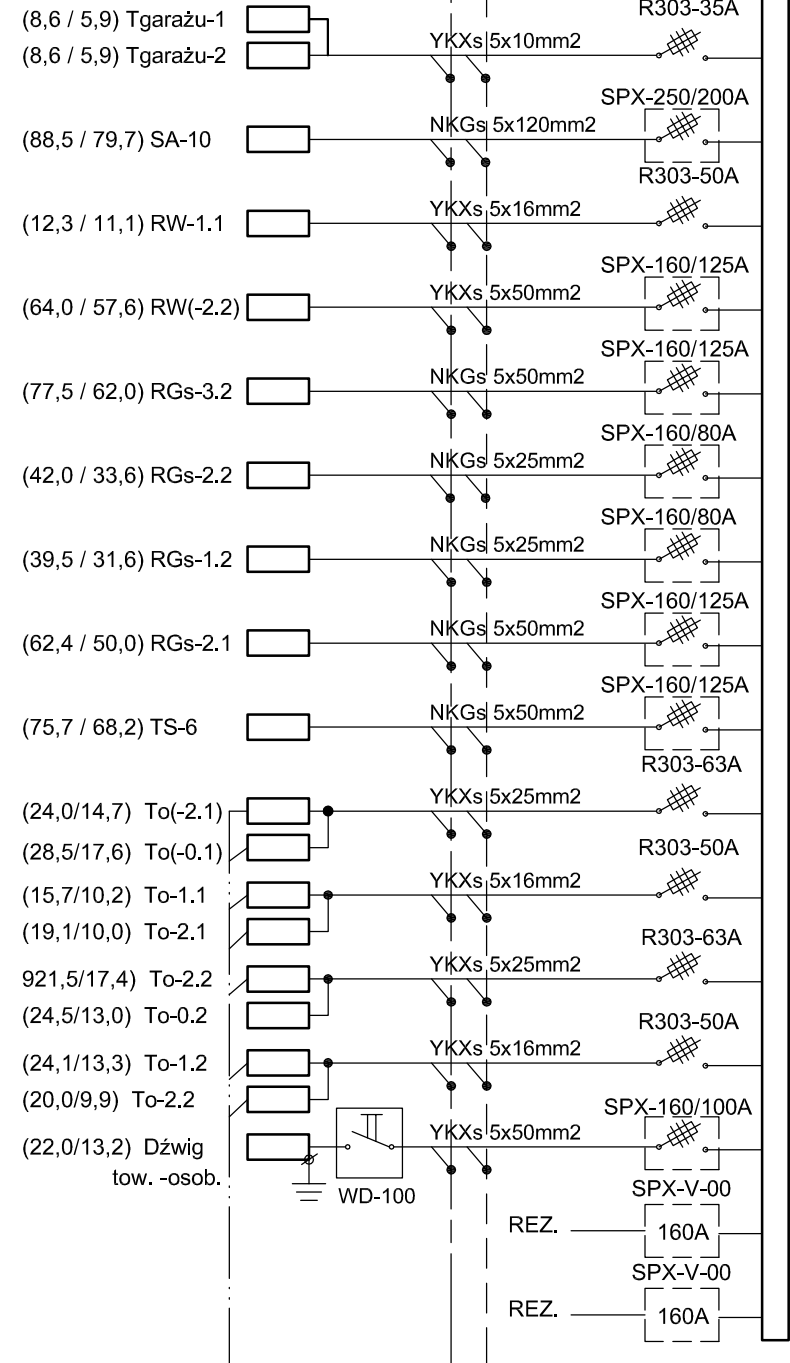 R303-35A
(8,6 / 5,9) Tgarażu-1
(8,6 / 5,9) Tgarażu-2
YKXs 5x10mm2
SPX-250/200A
(88,5 / 79,7) SA-10
NKGs 5x120mm2
R303-50A
(12,3 / 11,1) RW-1.1
YKXs 5x16mm2
SPX-160/125A
(64,0 / 57,6) RW(-2.2)
YKXs 5x50mm2
SPX-160/125A
(77,5 / 62,0) RGs-3.2
NKGs 5x50mm2
SPX-160/80A
(42,0 / 33,6) RGs-2.2
NKGs 5x25mm2
SPX-160/80A
(39,5 / 31,6) RGs-1.2
NKGs 5x25mm2
SPX-160/125A
(62,4 / 50,0) RGs-2.1
NKGs 5x50mm2
SPX-160/125A
(75,7 / 68,2) TS-6
NKGs 5x50mm2
R303-63A
(24,0/14,7) To(-2.1)
YKXs 5x25mm2
(28,5/17,6) To(-0.1)
R303-50A
(15,7/10,2) To-1.1
YKXs 5x16mm2
(19,1/10,0) To-2.1
R303-63A
921,5/17,4) To-2.2
YKXs 5x25mm2
(24,5/13,0) To-0.2
R303-50A
(24,1/13,3) To-1.2
YKXs 5x16mm2
(20,0/9,9) To-2.2
SPX-160/100A
(22,0/13,2) Dźwig
tow. -osob.
YKXs 5x50mm2
WD-100
SPX-V-00
REZ.
160A
SPX-V-00
REZ.
160A